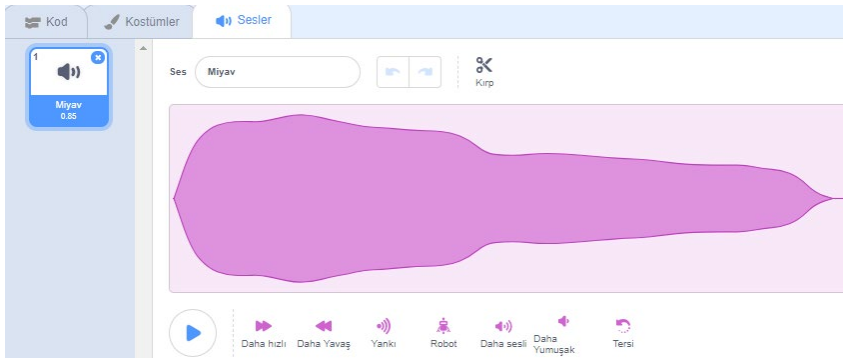 Kod
Kostümler
Sesler
1
Miyav
0.85
Ses
Miyav
Kırp
Daha hızlı
Daha Yavaş
Yankı
Robot
Daha sesli
Daha
Yumuşak
Tersi